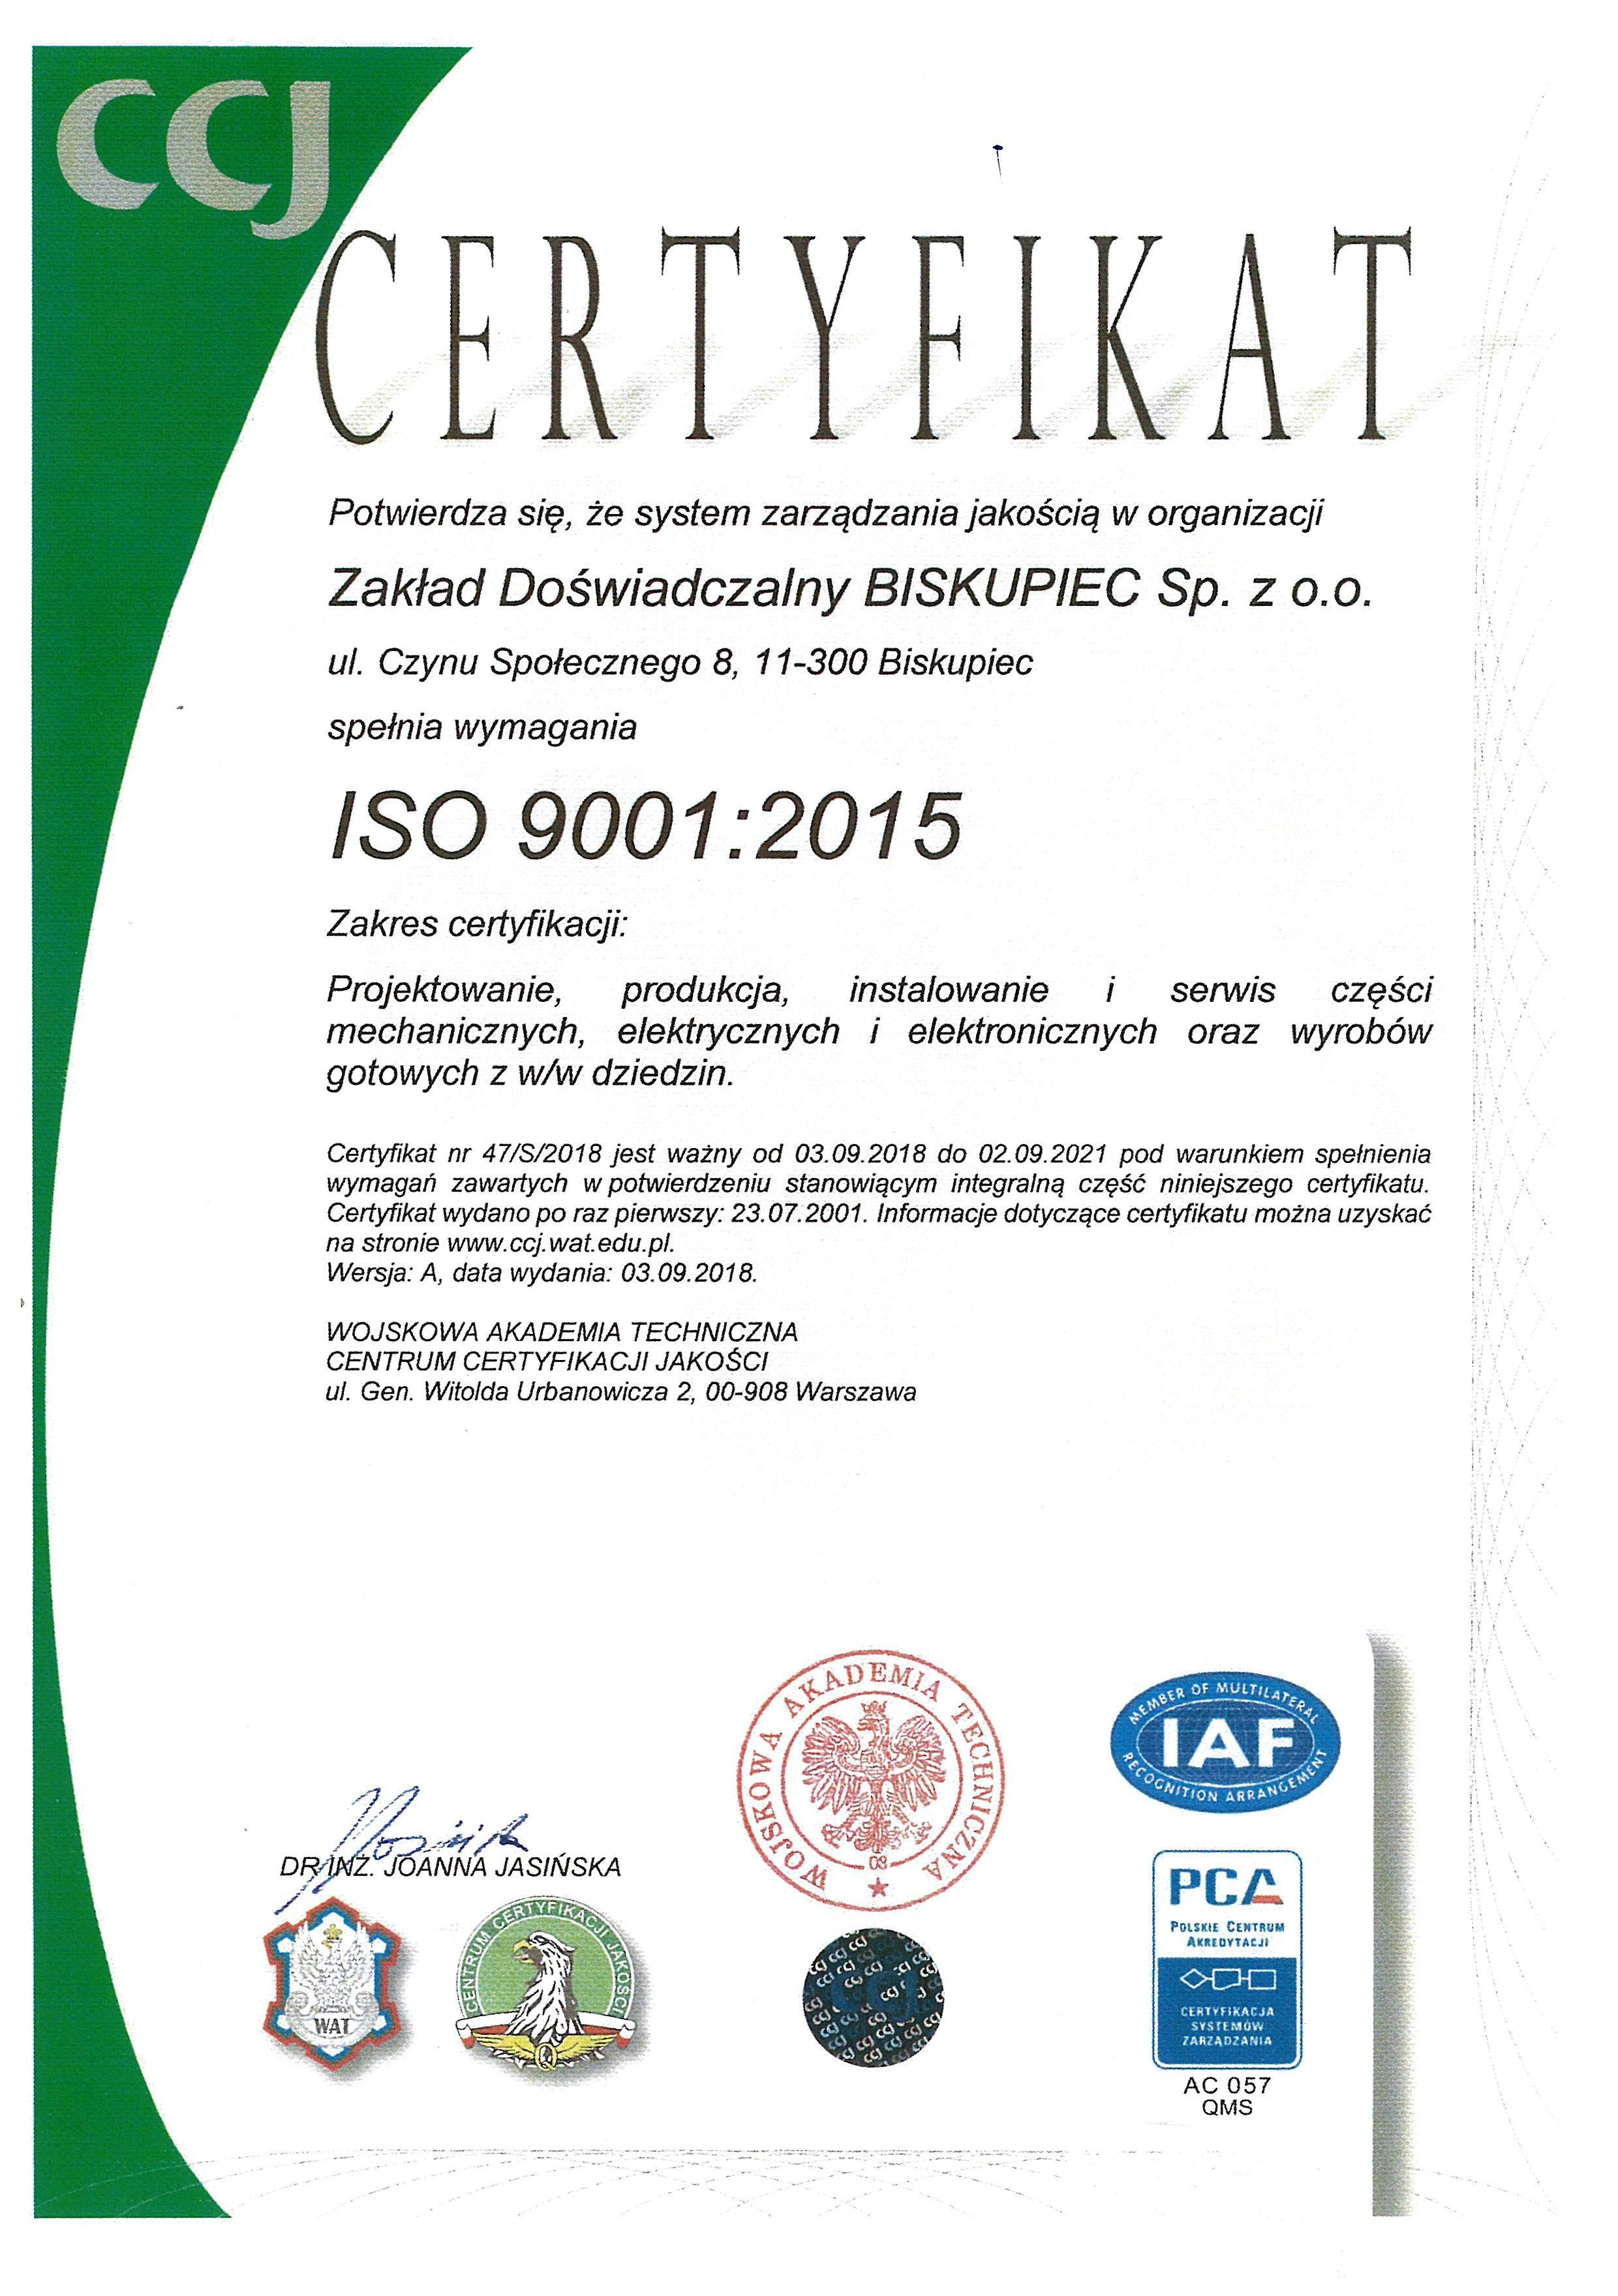 CCJ
CERTYFIKAT
Potwierdza się, że system zarządzania jakością w organizacji
Zakład Doświadczalny BISKUPIEC Sp. z o.o.
ul. Czynu Społecznego 8, 11-300 Biskupiec
spełnia wymagania
ISO 9001:2015
Zakres certyfikacji:
Projektowanie, produkcja, instalowanie i serwis części
mechanicznych, elektrycznych i elektronicznych oraz wyrobów
gotowych z w/w dziedzin.
Certyfikat nr 47/S/2018 jest ważny od 03.09.2018 do 02.09.2021 pod warunkiem spełnienia
wymagań zawartych w potwierdzeniu stanowiącym integralną część niniejszego certyfikatu.
Certyfikat wydano po raz pierwszy: 23.07.2001. Informacje dotyczące certyfikatu można uzyskać
na stronie www.ccj.wat.edu.pl.
Wersja: A, data wydania: 03.09.2018.
WOJSKOWA AKADEMIA TECHNICZNA
CENTRUM CERTYFIKACJI JAKOŚCI
ul. Gen. Witolda Urbanowicza 2, 00-908 Warszawa
DR INŻ. JOANNA JASIŃSKA
WAT
CENTRUM CERTYFIKACJI JAKOŚCI
Q
WOJSKOWA AKADEMIA TECHNICZNA
08
CCJ
MEMBER OF MULTILATERAL
IAF
RECOGNITION ARRANGEMENT
PCA
POLSKIE CENTRUM
AKREDYTACJI
CERTYFIKACJA
SYSTEMÓW
ZARZĄDZANIA
AC 057
QMS